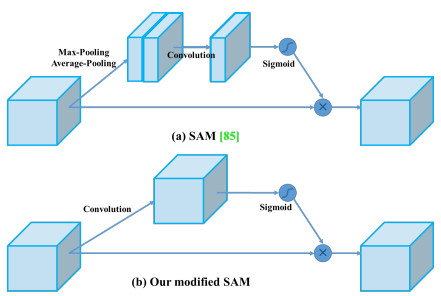 Max-Pooling
Average-Pooling
Convolution
Sigmoid
×
(a) SAM [85]
Convolution
Sigmoid
×
(b) Our modified SAM